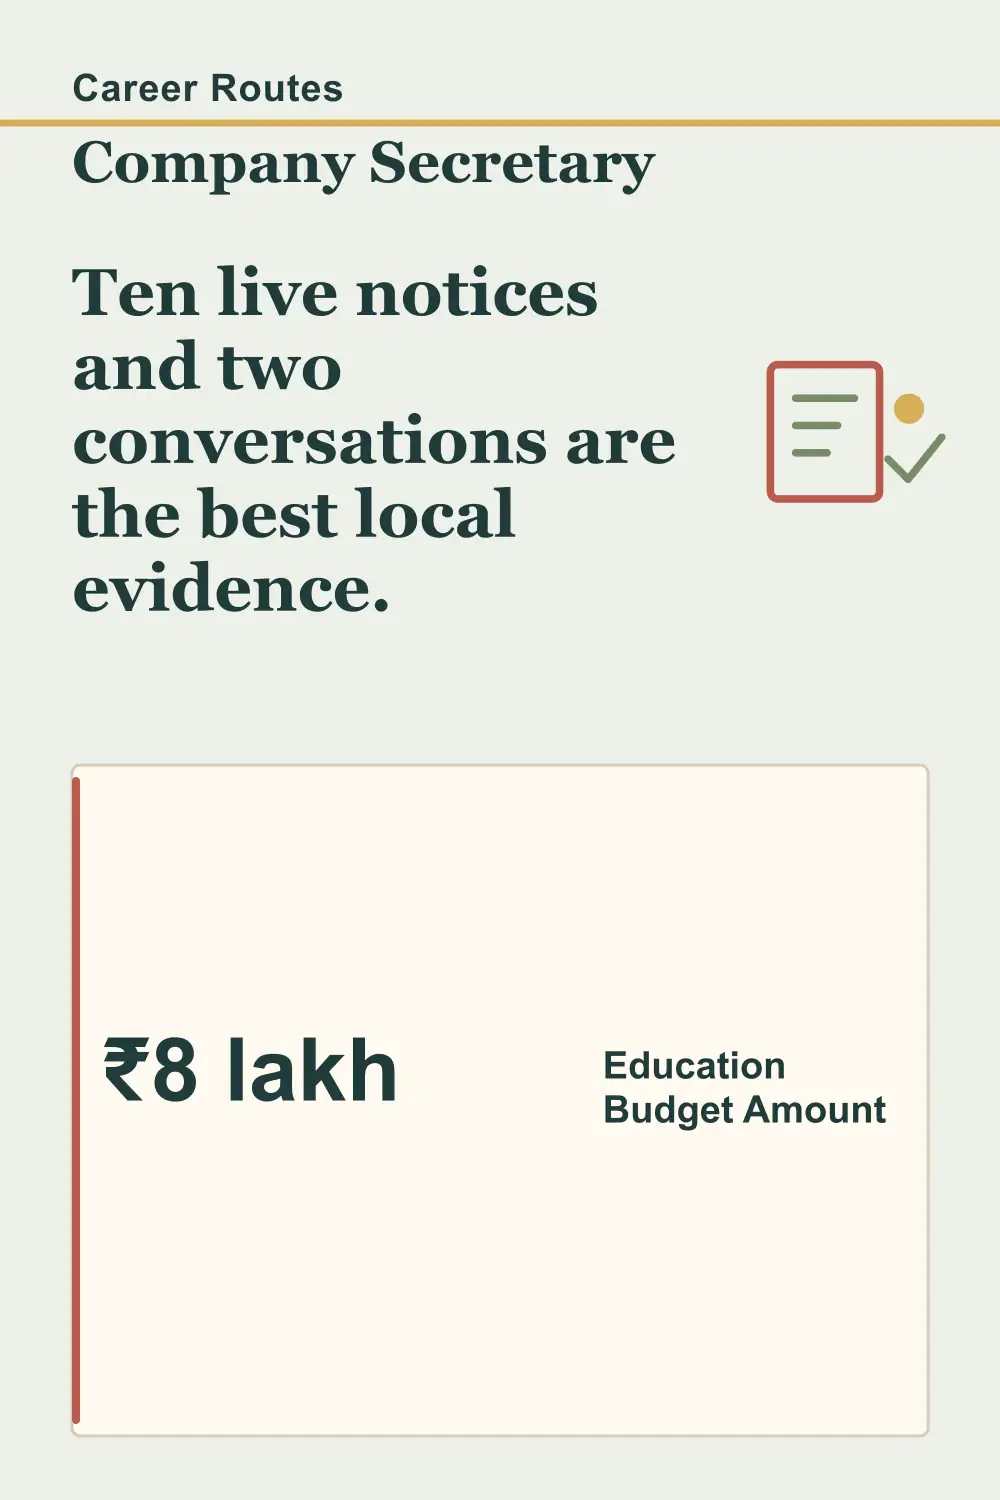 Career Routes
Company Secretary
Ten live notices
and two
conversations are
the best local
evidence.
₹8 lakh
Education
Budget Amount